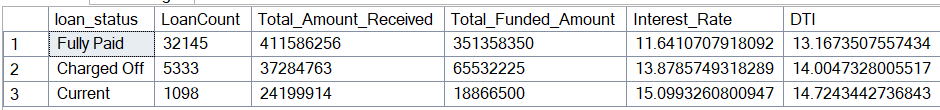 loan_status LoanCount Total_Amount_Received Total_Funded_Amount Interest_Rate DTI
1 Fully Paid 32145 411586256 351358350 11.6410707918092 13.1673507557434
2 Charged Off 5333 37284763 65532225 13.8785749318289 14.0047328005517
3 Current 1098 24199914 18866500 15.0993260800947 14.7243442736843